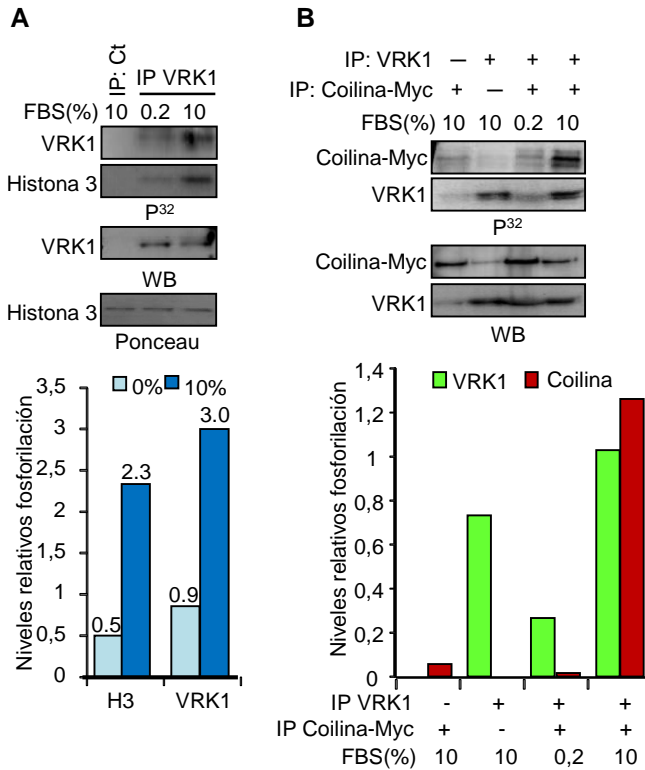 A
IP: Ct
IP VRK1
FBS(%) 10 0.2 10
VRK1
Histona 3
P32
VRK1
WB
Histona 3
Ponceau
Niveles relativos fosforilación
3,5
3
2,5
2
1,5
1
0,5
0
0% 10%
0.5
2.3
0.9
3.0
H3 VRK1
B
IP: VRK1 – + + +
IP: Coilina-Myc + – + +
FBS(%) 10 10 0.2 10
Coilina-Myc
VRK1
P32
Coilina-Myc
VRK1
WB
Niveles relativos fosforilación
1,4
1,2
1
0,8
0,6
0,4
0,2
0
VRK1 Coilina
IP VRK1 - + + +
IP Coilina-Myc + - + +
FBS(%) 10 10 0,2 10